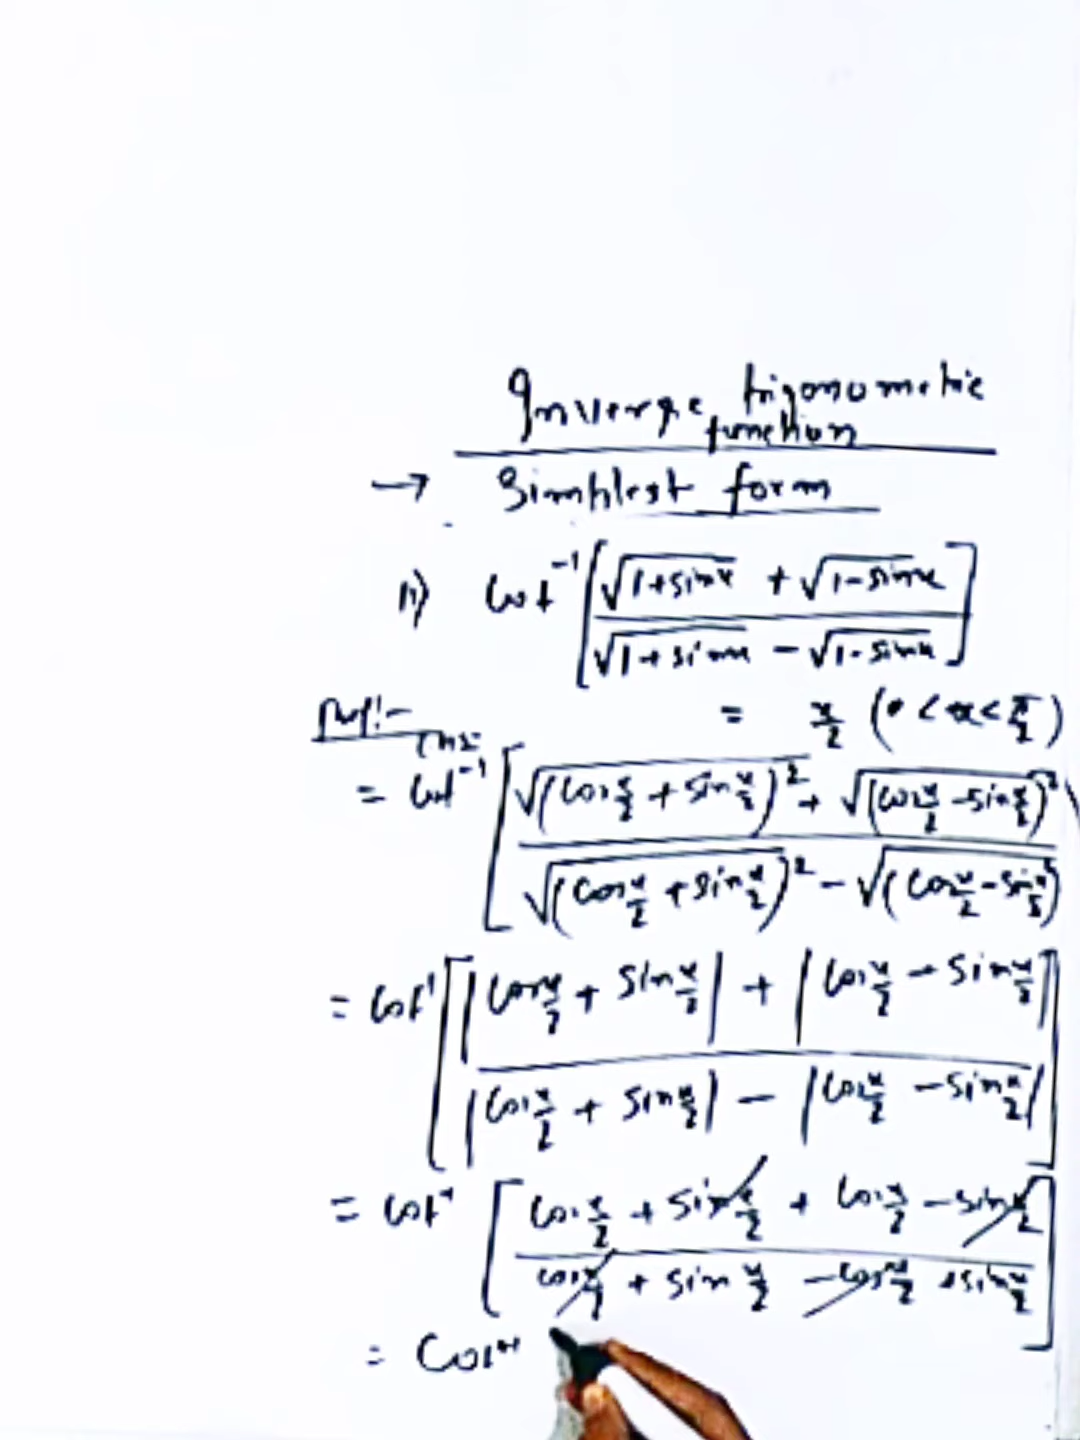 Inverse trigonometric function
→ Simplest form
11) cot⁻¹ [ (√(1+sinx) + √(1-sinx)) / (√(1+sinx) - √(1-sinx)) ]
= x/2 (0 < x < π/2)
= cot⁻¹ [ (√(cos x/2 + sin x/2)² + √(cos x/2 - sin x/2)²) / (√(cos x/2 + sin x/2)² - √(cos x/2 - sin x/2)²) ]
= cot⁻¹ [ (|cos x/2 + sin x/2| + |cos x/2 - sin x/2|) / (|cos x/2 + sin x/2| - |cos x/2 - sin x/2|) ]
= cot⁻¹ [ (cos x/2 + sin x/2 + cos x/2 - sin x/2) / (cos x/2 + sin x/2 - cos x/2 + sin x/2) ]
= cot⁻¹